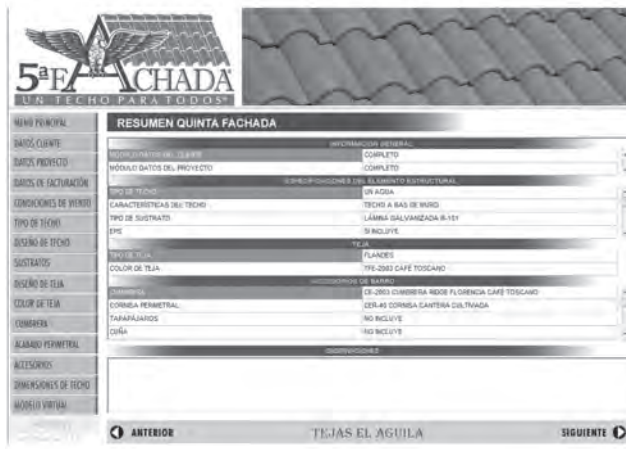 5ªFACHADA
UN TECHO PARA TODOS®
MENÚ PRINCIPAL
DATOS CLIENTE
DATOS PROYECTO
DATOS DE FACTURACIÓN
CONDICIONES DE VIENTO
TIPO DE TECHO
DISEÑO DE TECHO
SUSTRATOS
DISEÑO DE TEJA
COLOR DE TEJA
CUMBRERA
ACABADO PERIMETRAL
ACCESORIOS
DIMENSIONES DE TECHO
MODELO VIRTUAL
RESUMEN QUINTA FACHADA
INFORMACIÓN GENERAL
MÓDULO DATOS DEL CLIENTE COMPLETO
MÓDULO DATOS DEL PROYECTO COMPLETO
ESPECIFICACIONES DEL ELEMENTO ESTRUCTURAL
TIPO DE TECHO UN AGUA
CARACTERÍSTICAS DEL TECHO TECHO A RAS DE MURO
TIPO DE SUSTRATO LÁMINA GALVANIZADA R-101
EPS SI INCLUYE
TEJA
TIPO DE TEJA FLANDES
COLOR DE TEJA TFE-2003 CAFÉ TOSCANO
ACCESORIOS DE BARRO
CUMBRERA CUMBRERA RIDGE FLORENCIA CAFÉ TOSCANO
CORNISA PERIMETRAL CER-40 CORNISA CANTERA CULTIVADA
TAPAPÁJAROS NO INCLUYE
CUÑA NO INCLUYE
OBSERVACIONES
ANTERIOR TEJAS EL AGUILA SIGUIENTE